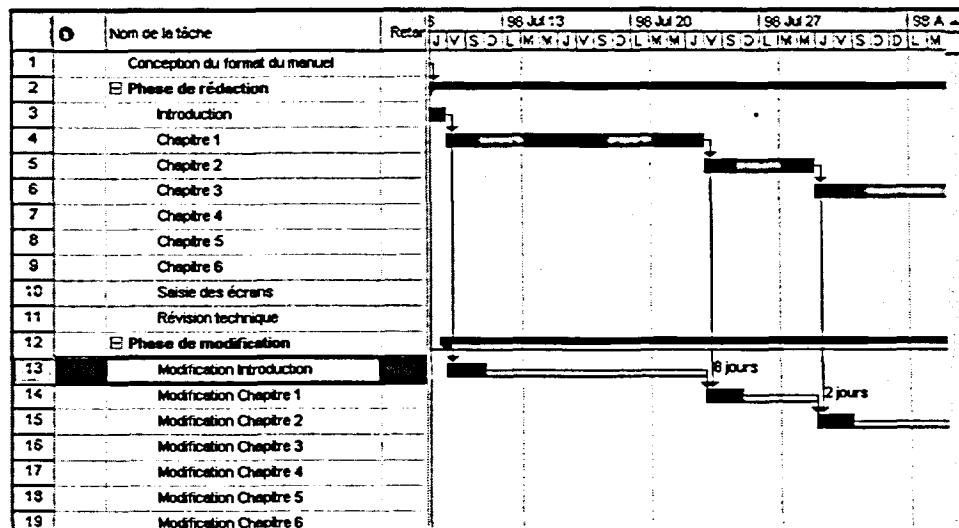 Nom de la tâche Retar 5 98 Jul 13 98 Jul 20 98 Jul 27 98 A
J V S D L M M J V S D L M M J V S D L M M J V S D L M
1 Conception du format du manuel
2 Phase de rédaction
3 Introduction
4 Chapitre 1
5 Chapitre 2
6 Chapitre 3
7 Chapitre 4
8 Chapitre 5
9 Chapitre 6
10 Saisie des écrans
11 Révision technique
12 Phase de modification
13 Modification Introduction 8 jours
14 Modification Chapitre 1 2 jours
15 Modification Chapitre 2
16 Modification Chapitre 3
17 Modification Chapitre 4
18 Modification Chapitre 5
19 Modification Chapitre 6